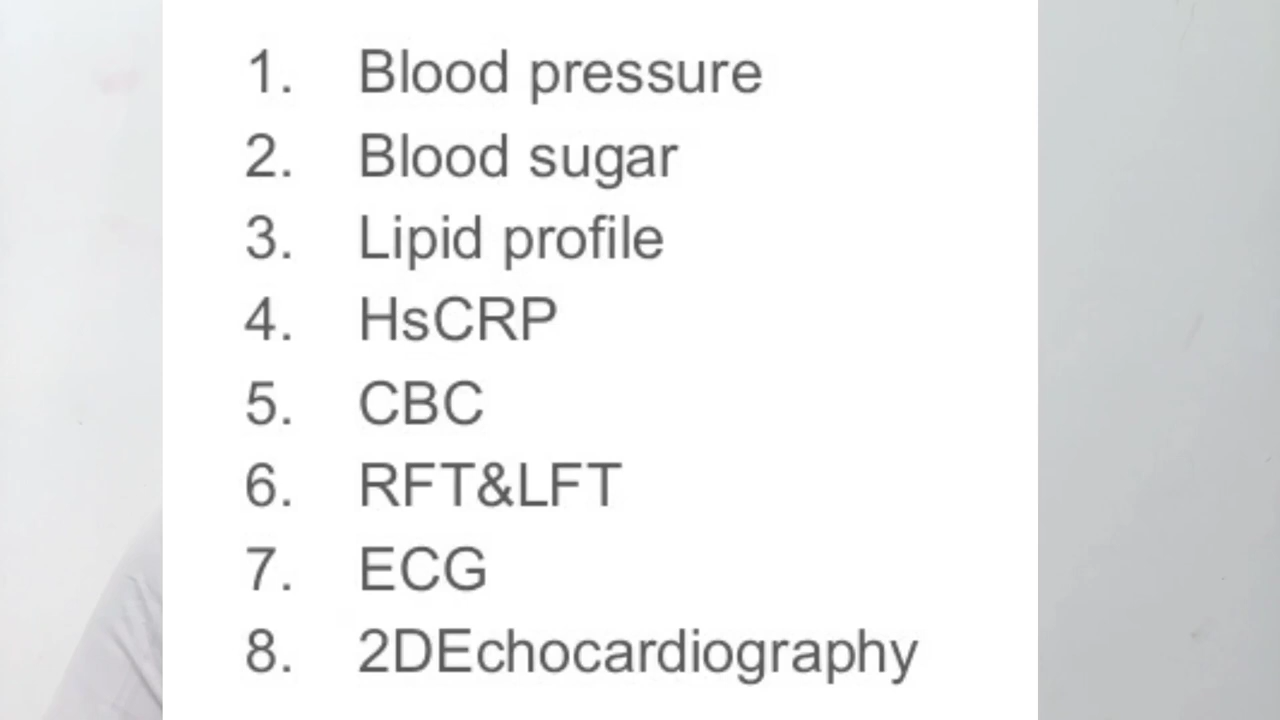 1. Blood pressure
2. Blood sugar
3. Lipid profile
4. HsCRP
5. CBC
6. RFT&LFT
7. ECG
8. 2DEchocardiography